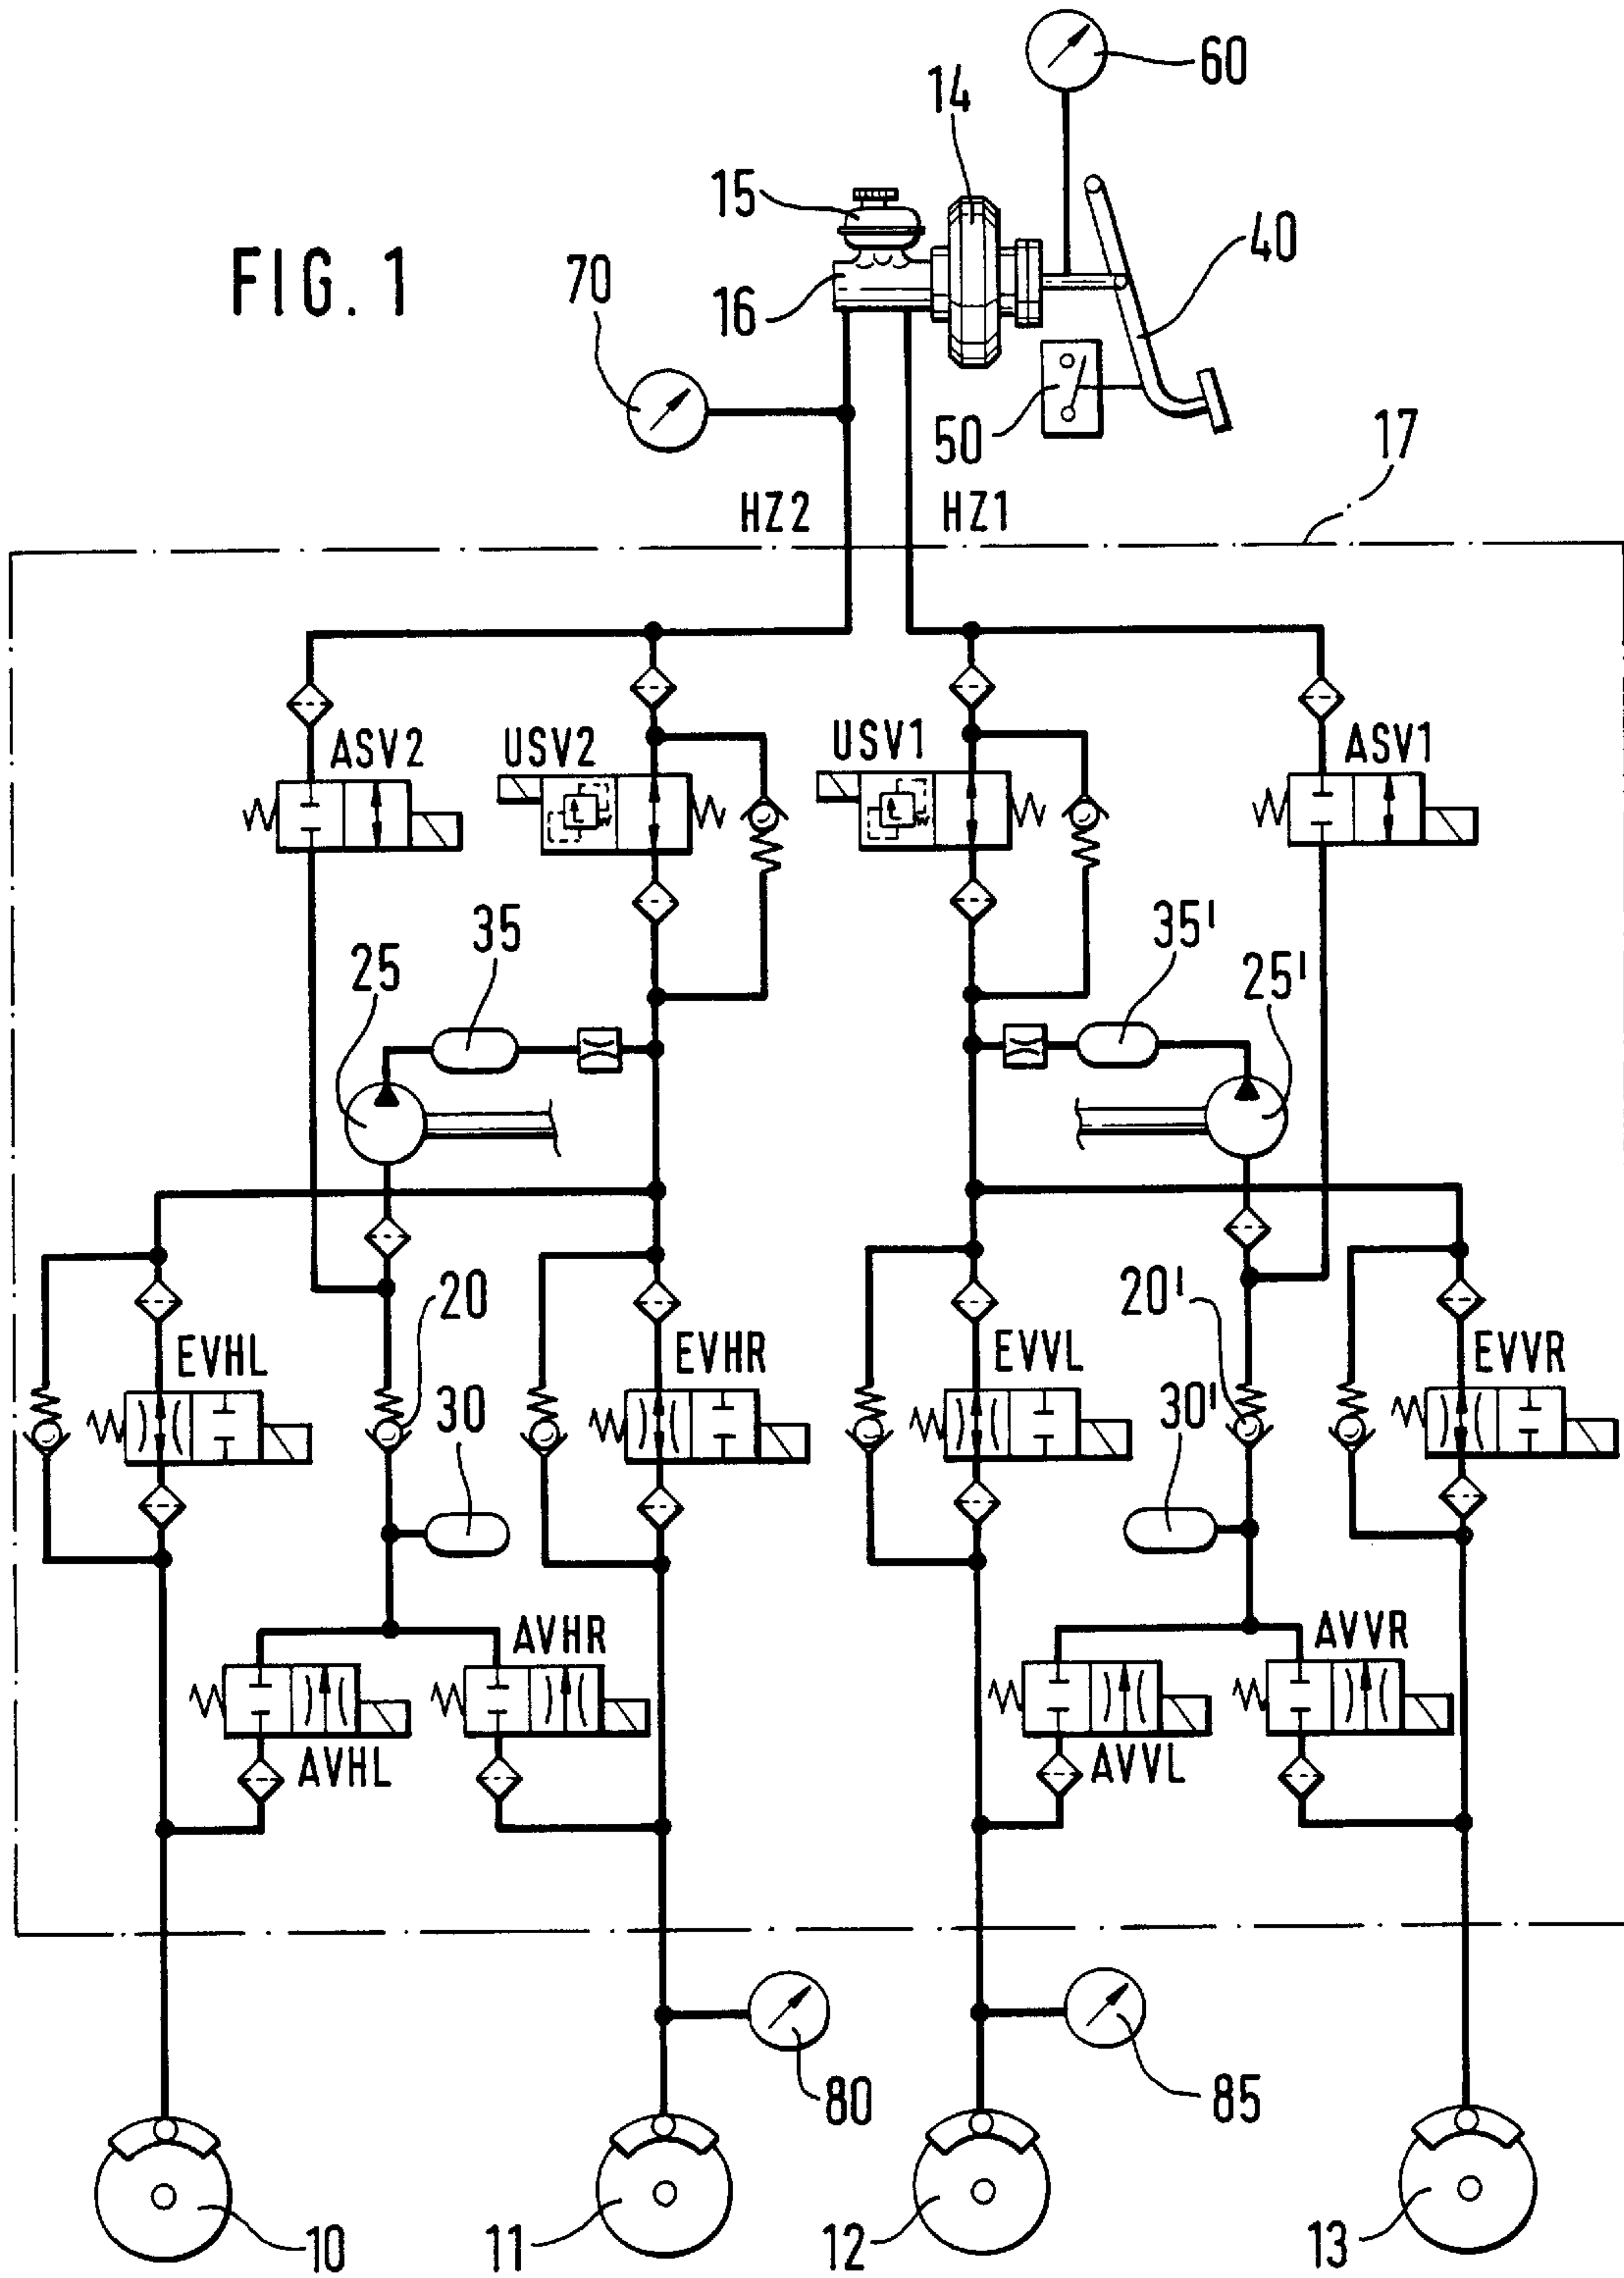 60
14
15
40
FIG. 1
70
16
50
17
HZ2 HZ1
ASV2 USV2 USV1 ASV1
35 35'
25 25'
20 20'
EVHL EVHR EVVL EVVR
30 30'
AVHR AVVR
AVHL AVVL
80 85
10 11 12 13